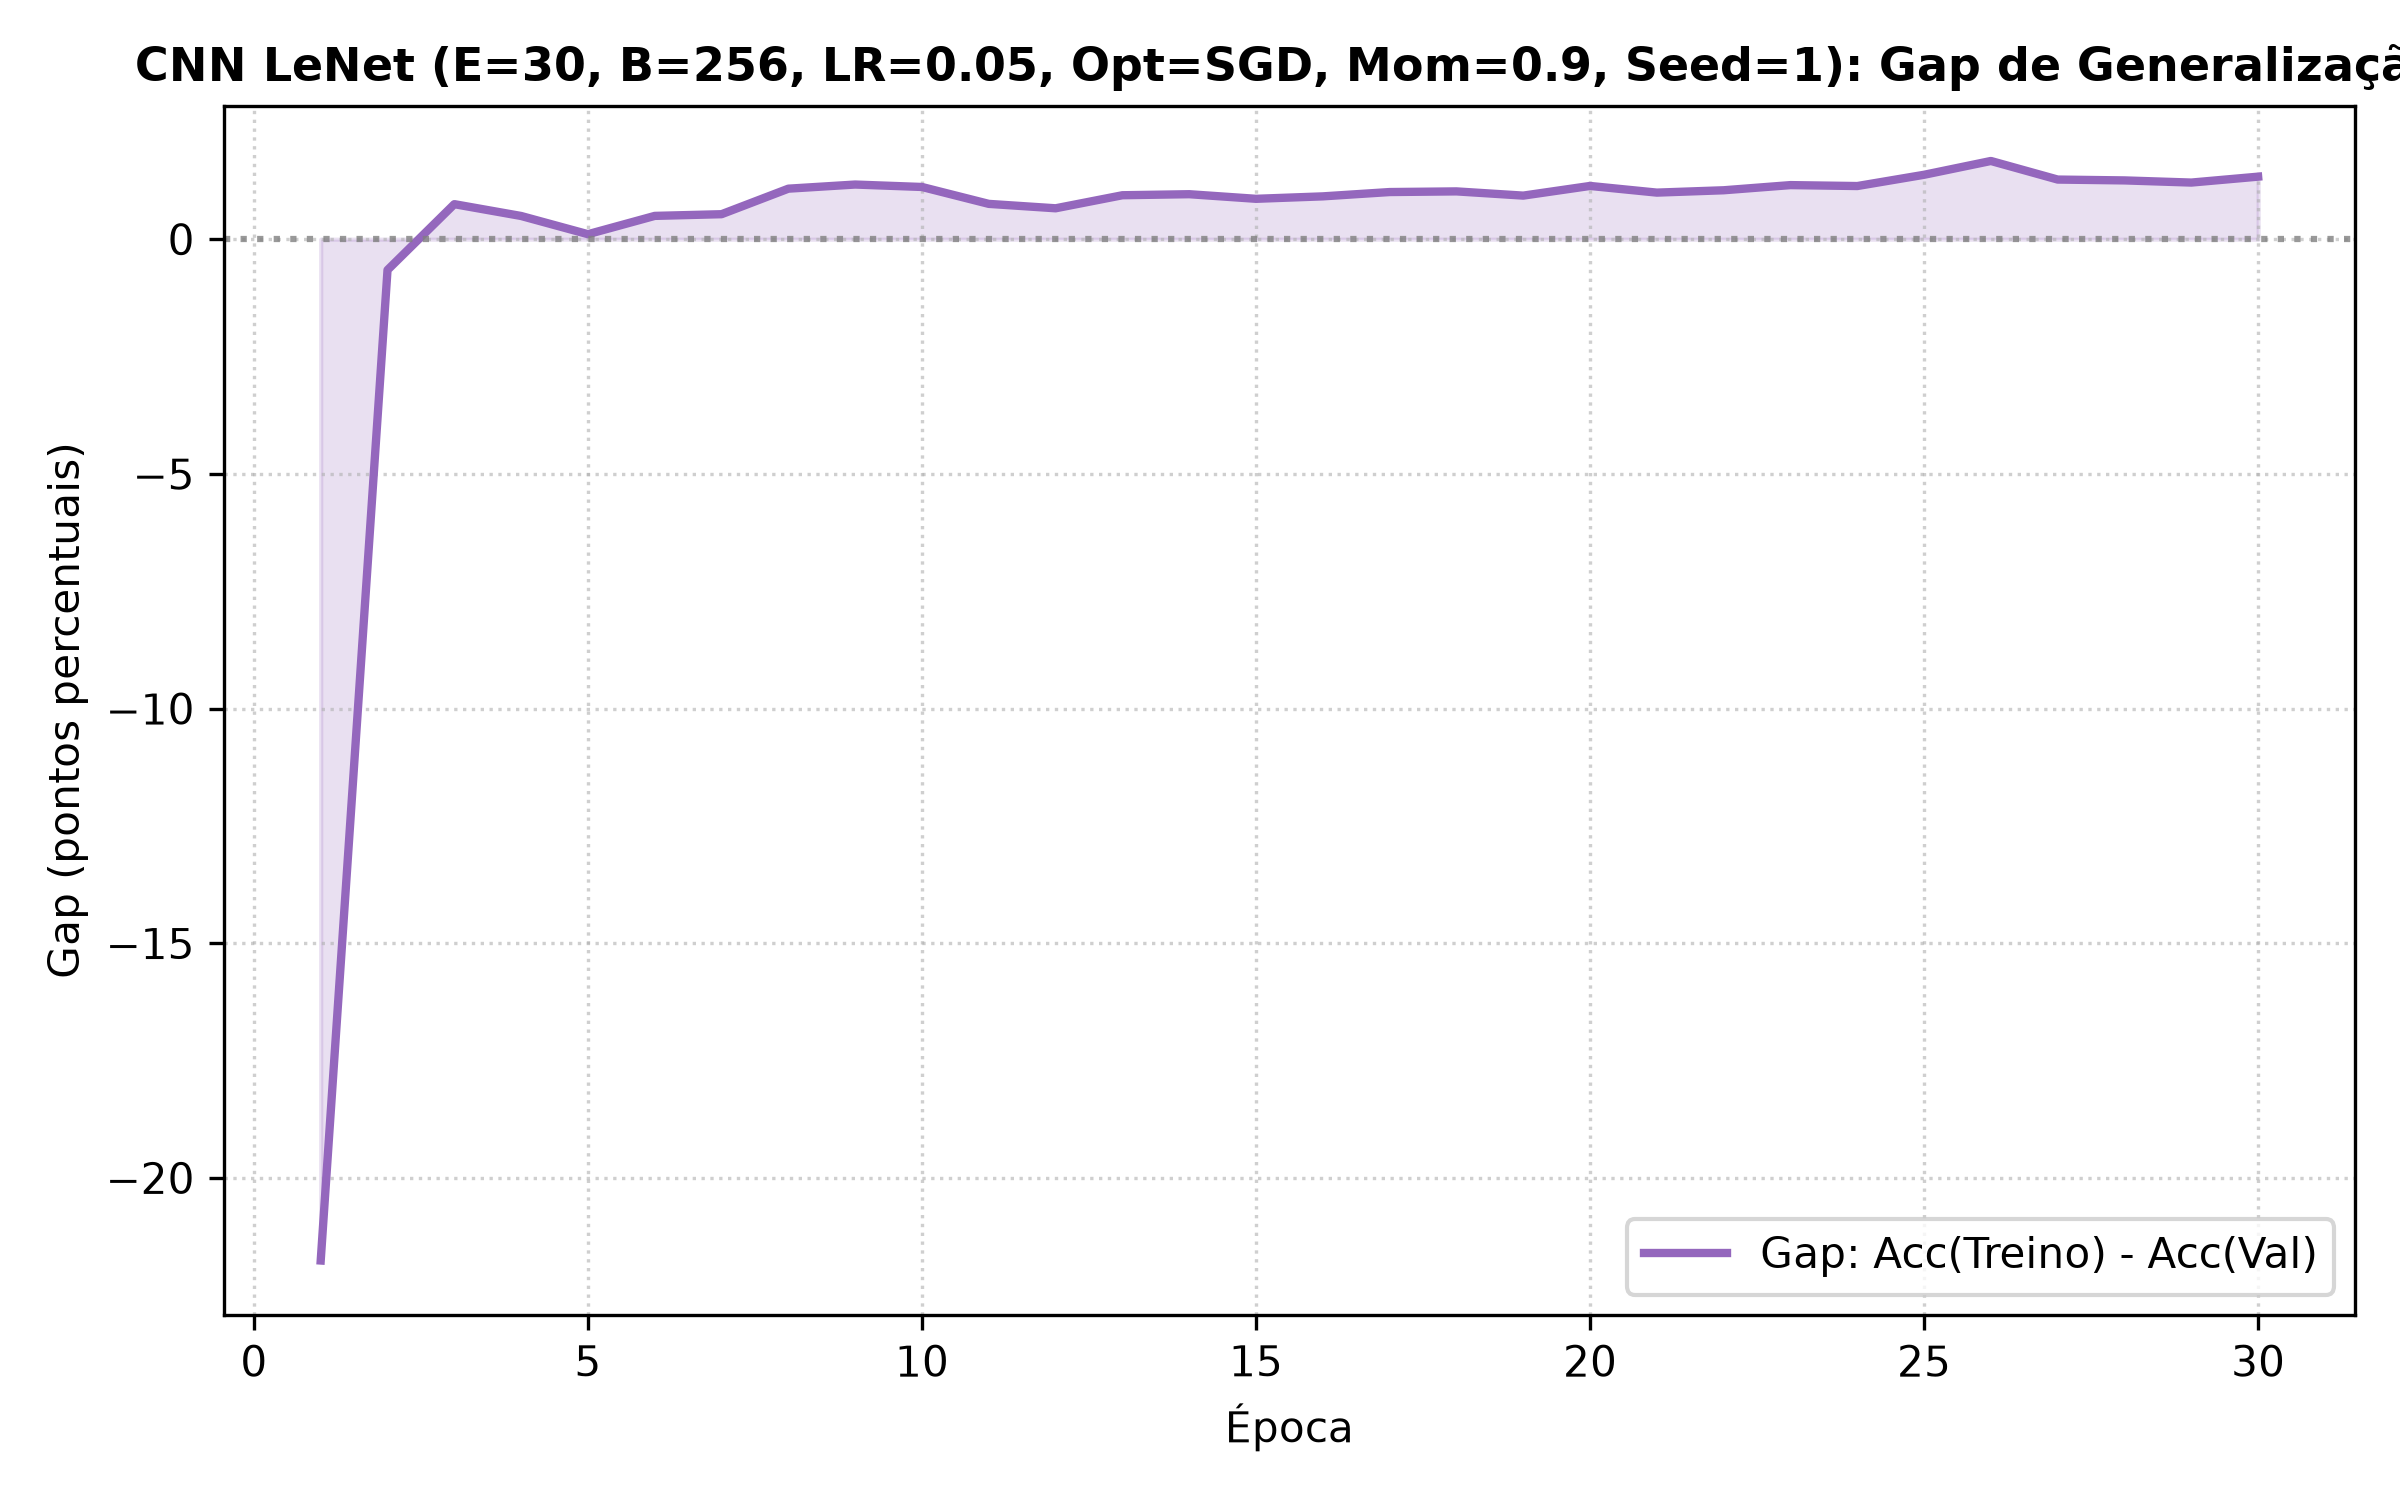 CNN LeNet (E=30, B=256, LR=0.05, Opt=SGD, Mom=0.9, Seed=1): Gap de Generalizaçã
Gap (pontos percentuais)
0
−5
−10
−15
−20
Gap: Acc(Treino) - Acc(Val)
0 5 10 15 20 25 30
Época